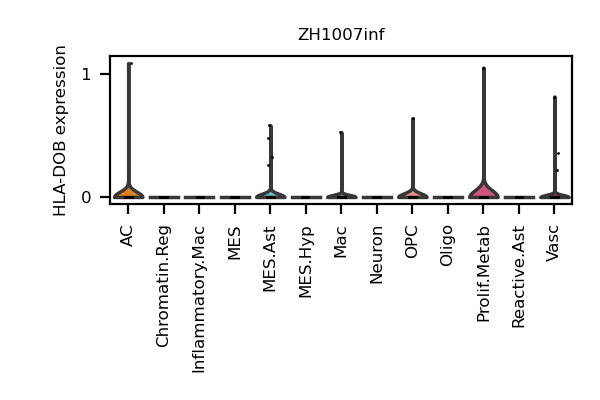 ZH1007inf
HLA-DOB expression
1
0
AC
Chromatin.Reg
Inflammatory.Mac
MES
MES.Ast
MES.Hyp
Mac
Neuron
OPC
Oligo
Prolif.Metab
Reactive.Ast
Vasc